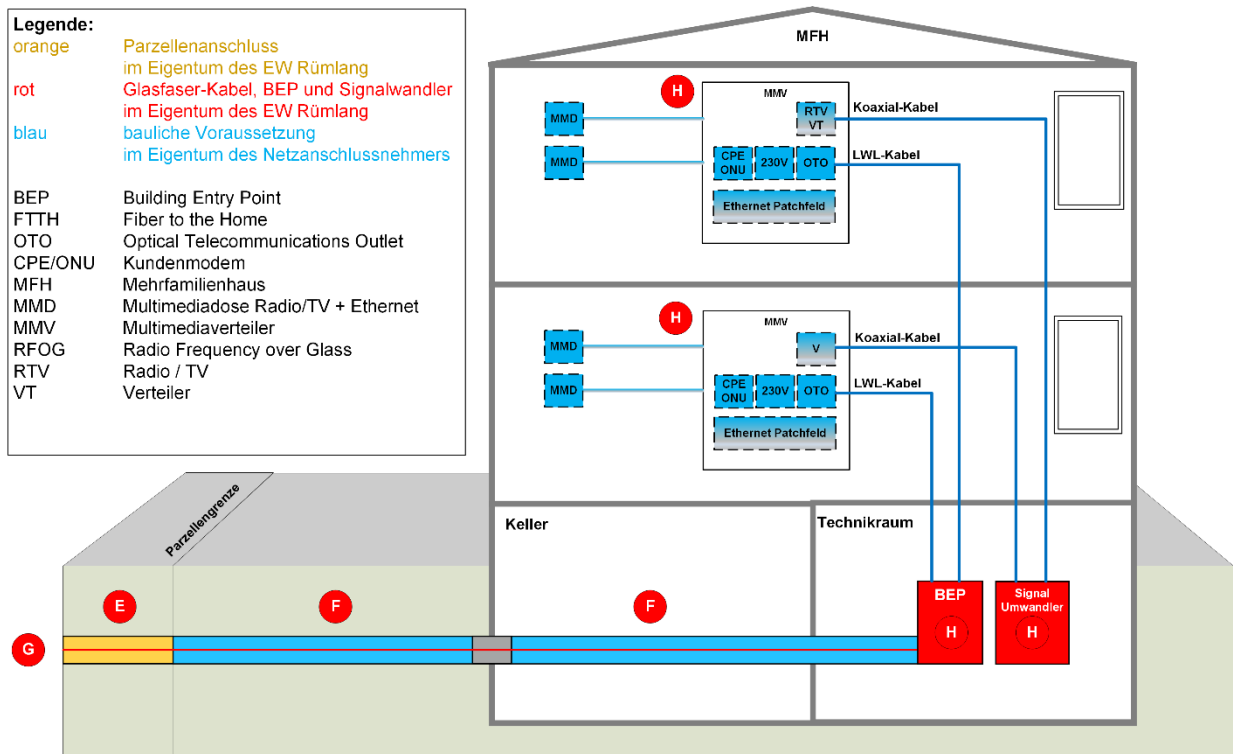 Legende:
orange Parzellenanschluss
im Eigentum des EW Rümlang
rot Glasfaser-Kabel, BEP und Signalwandler
im Eigentum des EW Rümlang
blau bauliche Voraussetzung
im Eigentum des Netzanschlussnehmers
BEP Building Entry Point
FTTH Fiber to the Home
OTO Optical Telecommunications Outlet
CPE/ONU Kundenmodem
MFH Mehrfamilienhaus
MMD Multimediadose Radio/TV + Ethernet
MMV Multimediaverteiler
RFOG Radio Frequency over Glass
RTV Radio / TV
VT Verteiler
MFH
H
MMV
MMD
MMD
RTV
VT
Koaxial-Kabel
CPE
ONU
230V
OTO
LWL-Kabel
Ethernet Patchfeld
H
MMV
MMD
MMD
V
Koaxial-Kabel
CPE
ONU
230V
OTO
LWL-Kabel
Ethernet Patchfeld
Parzellengrenze
Keller
Technikraum
E
F
F
G
BEP
H
Signal
Umwandler
H